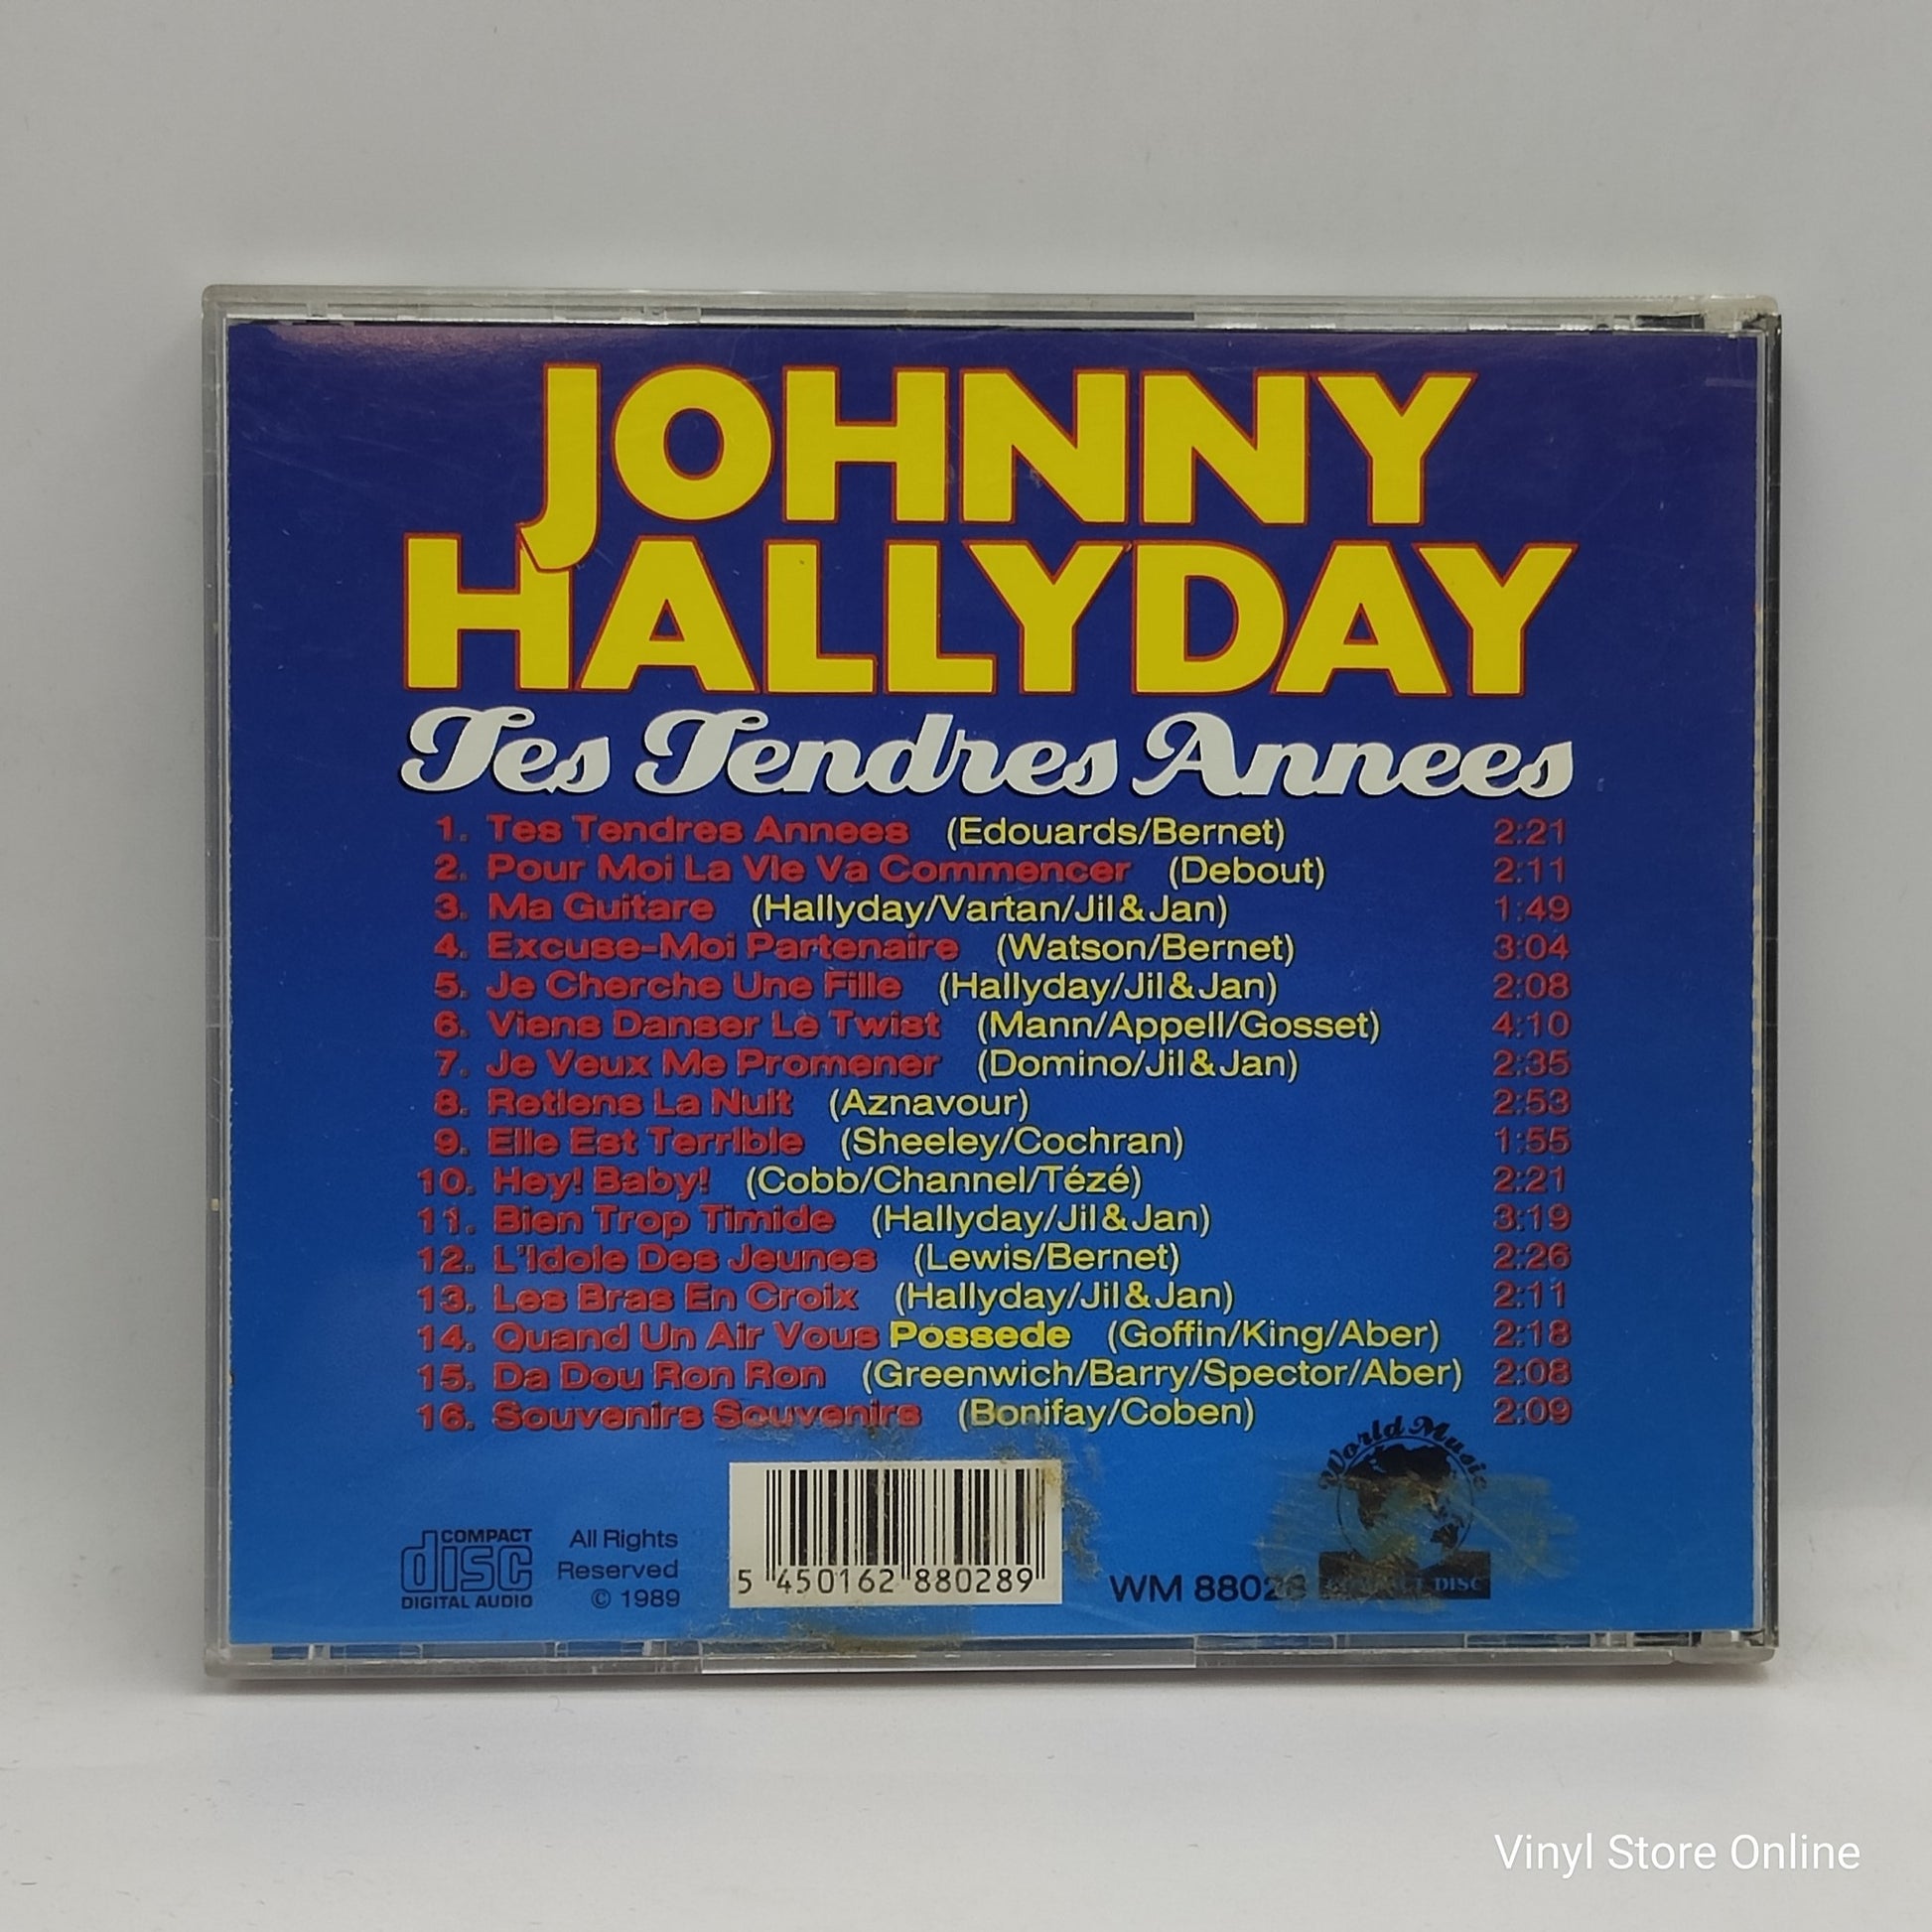 JOHNNY
HALLYDAY
Tes Tendres Annees
1. Tes Tendres Annees (Edouards/Bernet) 2:21
2. Pour Moi La Vie Va Commencer (Debout) 2:11
3. Ma Guitare (Hallyday/Vartan/Jil&Jan) 1:49
4. Excuse-Moi Partenaire (Watson/Bernet) 3:04
5. Je Cherche Une Fille (Hallyday/Jil&Jan) 2:08
6. Viens Danser Le Twist (Mann/Appell/Gosset) 4:10
7. Je Veux Me Promener (Domino/Jil&Jan) 2:35
8. Retiens La Nuit (Aznavour) 2:53
9. Elle Est Terrible (Sheeley/Cochran) 1:55
10. Hey! Baby! (Cobb/Channel/Tézé) 2:21
11. Bien Trop Timide (Hallyday/Jil&Jan) 3:19
12. L'Idole Des Jeunes (Lewis/Bernet) 2:26
13. Les Bras En Croix (Hallyday/Jil&Jan) 2:11
14. Quand Un Air Vous Possede (Goffin/King/Aber) 2:18
15. Da Dou Ron Ron (Greenwich/Barry/Spector/Aber) 2:08
16. Souvenirs Souvenirs (Bonifay/Coben) 2:09
COMPACT
disc
DIGITAL AUDIO
All Rights
Reserved
© 1989
5 450162 880289
WM 88028
World Music
DISC
Vinyl Store Online